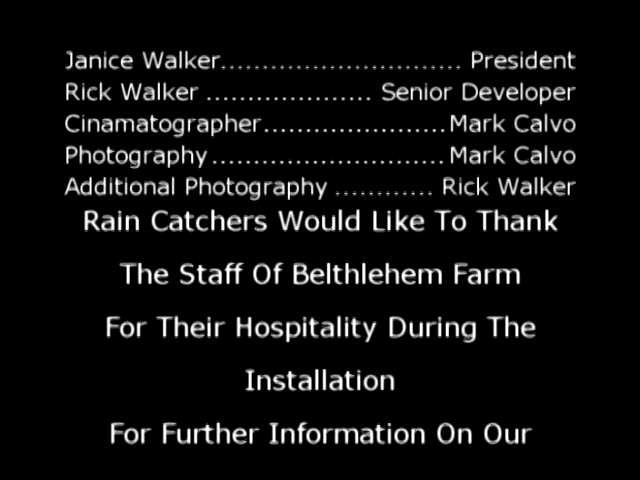 Janice Walker............................. President
Rick Walker .................... Senior Developer
Cinamatographer......................Mark Calvo
Photography............................Mark Calvo
Additional Photography ............ Rick Walker
Rain Catchers Would Like To Thank
The Staff Of Belthlehem Farm
For Their Hospitality During The
Installation
For Further Information On Our